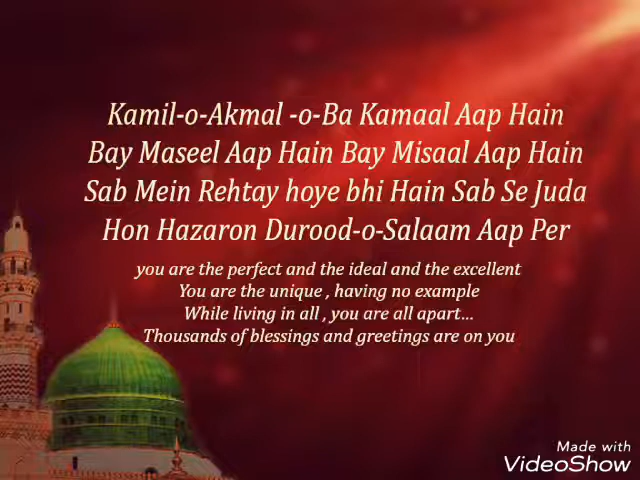 Kamil-o-Akmal -o-Ba Kamaal Aap Hain
Bay Maseel Aap Hain Bay Misaal Aap Hain
Sab Mein Rehtay hoye bhi Hain Sab Se Juda
Hon Hazaron Durood-o-Salaam Aap Per
you are the perfect and the ideal and the excellent
You are the unique , having no example
While living in all , you are all apart...
Thousands of blessings and greetings are on you
Made with
VideoShow